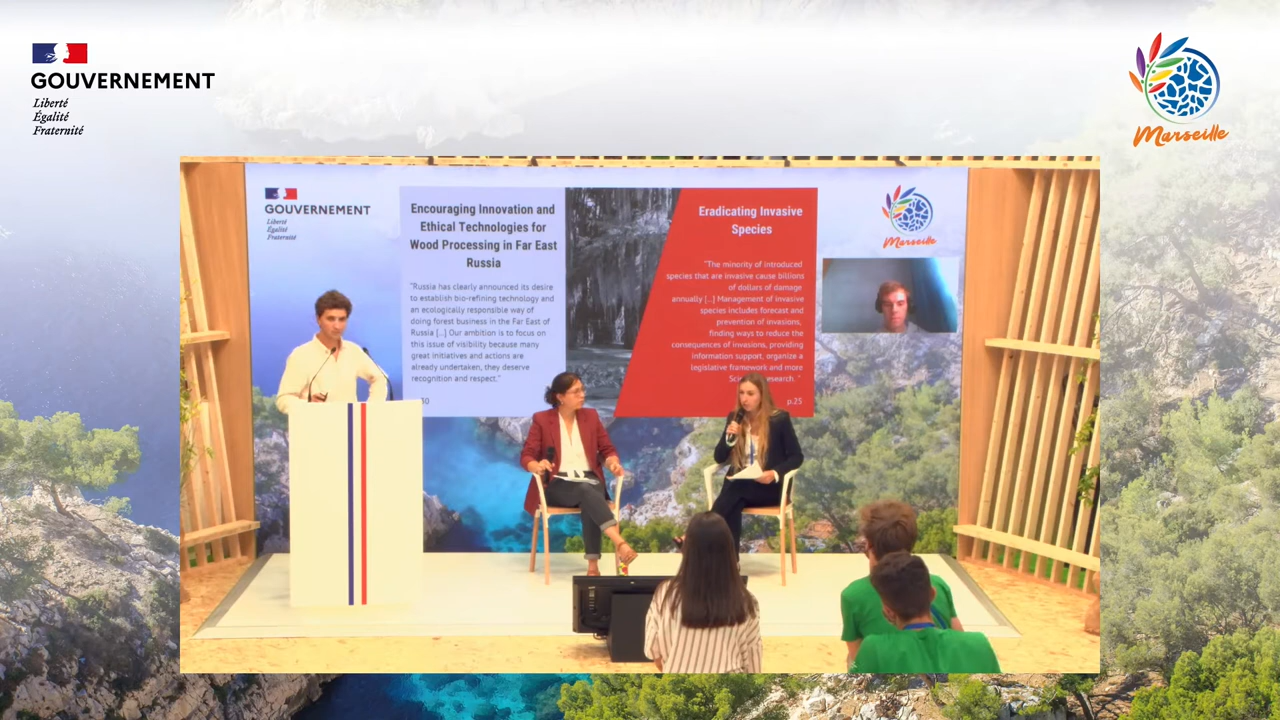 GOUVERNEMENT
Liberté
Égalité
Fraternité
Marseille
GOUVERNEMENT
Liberté
Égalité
Fraternité
Encouraging Innovation and
Ethical Technologies for
Wood Processing in Far East
Russia
"Russia has clearly announced its desire
to establish bio-refining technology and
an ecologically responsible way of
doing forest business in the Far East of
Russia [...] Our ambition is to focus on
this issue of visibility because many
great initiatives and actions are
already undertaken, they deserve
recognition and respect."
Eradicating Invasive
Species
"The minority of introduced
species that are invasive cause billions
of dollars of damage
annually [...] Management of invasive
species includes forecast and
prevention of invasions,
finding ways to reduce the
consequences of invasions, providing
information support, organize a
legislative framework and more
research. "
p.25
Marseille